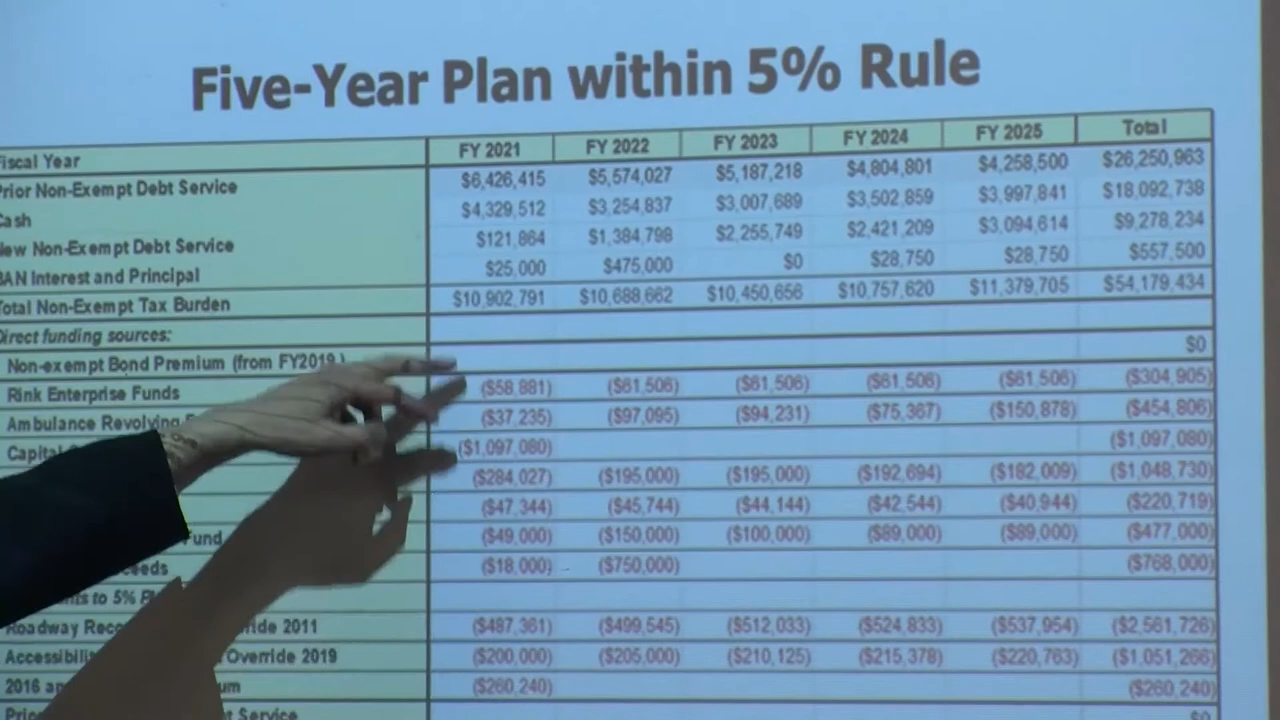 Five-Year Plan within 5% Rule
Fiscal Year FY 2021 FY 2022 FY 2023 FY 2024 FY 2025 Total
Prior Non-Exempt Debt Service $6,426,415 $5,574,027 $5,187,218 $4,804,801 $4,258,500 $26,250,963
Cash $4,329,512 $3,254,837 $3,007,689 $3,502,859 $3,997,841 $18,092,738
New Non-Exempt Debt Service $121,864 $1,384,798 $2,255,749 $2,421,209 $3,094,614 $9,278,234
BAN Interest and Principal $25,000 $475,000 $0 $28,750 $28,750 $557,500
Total Non-Exempt Tax Burden $10,902,791 $10,688,662 $10,450,656 $10,757,620 $11,379,705 $54,179,434
Direct funding sources:
Non-exempt Bond Premium (from FY2019 ) $0
Rink Enterprise Funds ($58,881) ($61,506) ($61,506) ($61,506) ($61,506) ($304,905)
Ambulance Revolving ($37,235) ($97,095) ($94,231) ($75,367) ($150,878) ($454,806)
Capital ($1,097,080) ($1,097,080)
($284,027) ($195,000) ($195,000) ($192,694) ($182,009) ($1,048,730)
($47,344) ($45,744) ($44,144) ($42,544) ($40,944) ($220,719)
Fund ($49,000) ($150,000) ($100,000) ($89,000) ($89,000) ($477,000)
($18,000) ($750,000) ($768,000)
to 5%
Roadway 2011 ($487,361) ($499,545) ($512,033) ($524,833) ($537,954) ($2,561,726)
Override 2019 ($200,000) ($205,000) ($210,125) ($215,378) ($220,763) ($1,051,266)
2016 ($260,240) ($260,240)
Service $0